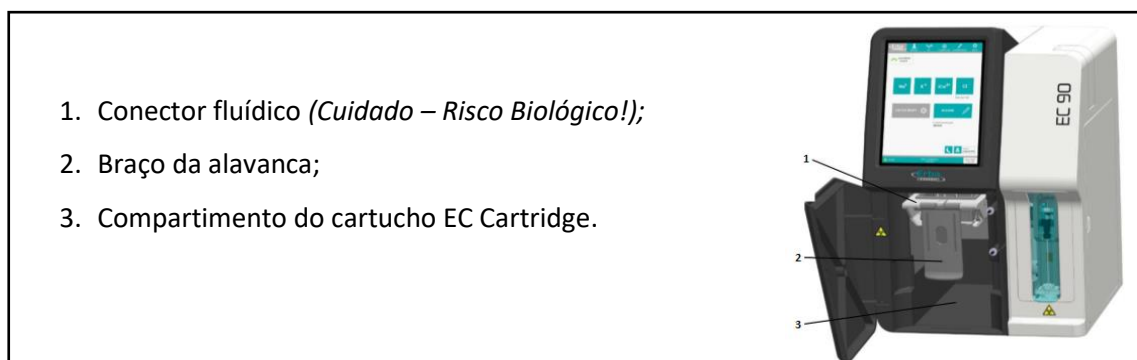 1. Conector fluídico (Cuidado – Risco Biológico!);
2. Braço da alavanca;
3. Compartimento do cartucho EC Cartridge.
EC 90
1
2
3